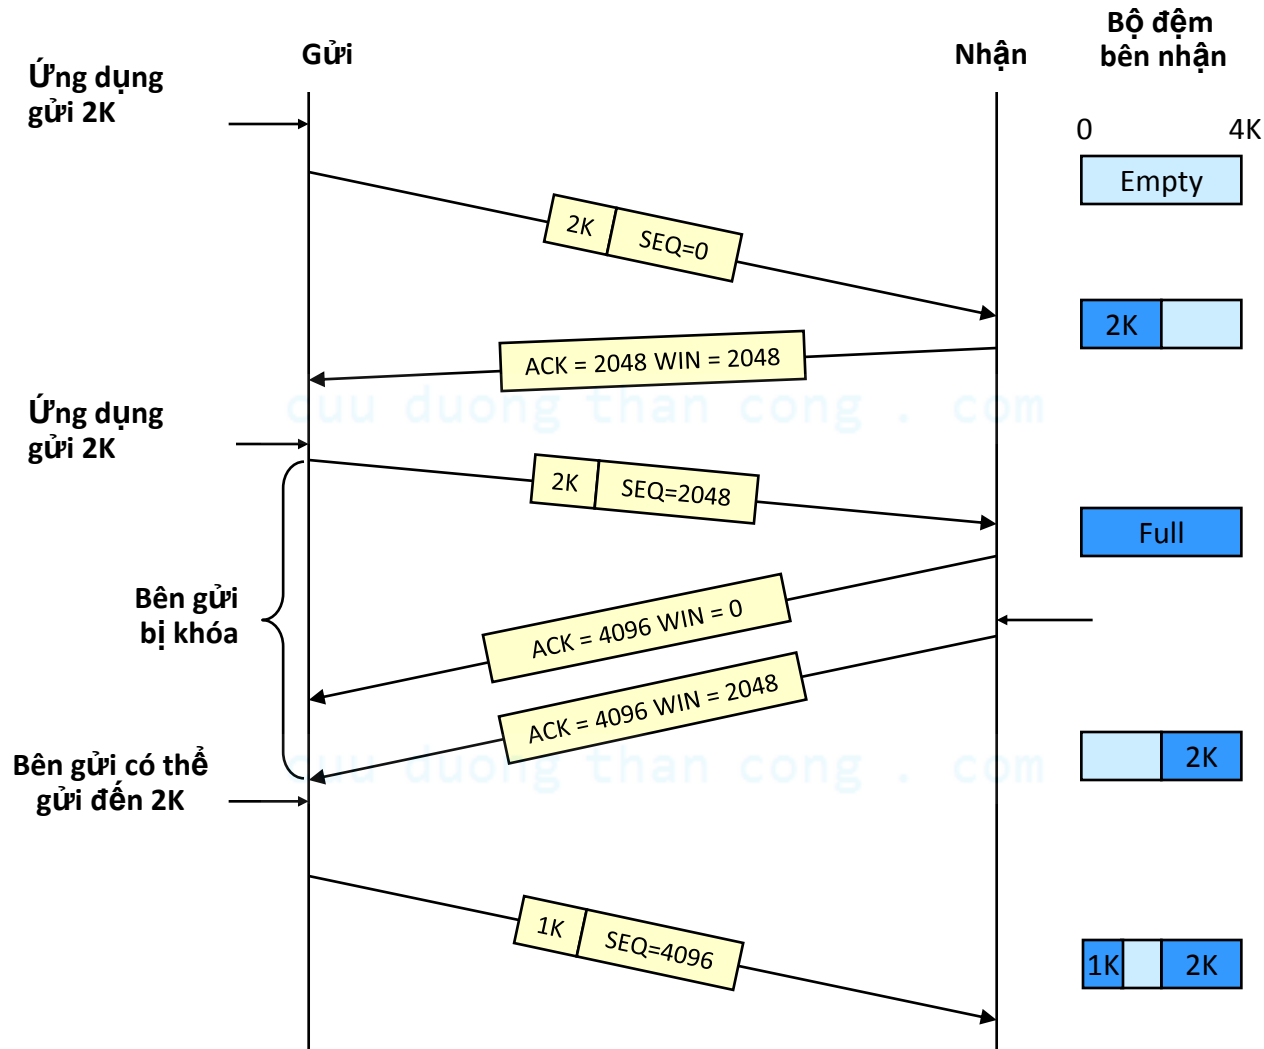 Bộ đệm
bên nhận
Gửi
Nhận
Ứng dụng
gửi 2K
0
4K
Empty
2K
SEQ=0
2K
ACK = 2048 WIN = 2048
cuu duong than cong . com
Ứng dụng
gửi 2K
2K
SEQ=2048
Full
Bên gửi
bị khóa
ACK = 4096 WIN = 0
ACK = 4096 WIN = 2048
cuu duong than cong . com
2K
Bên gửi có thể
gửi đến 2K
1K
SEQ=4096
1K
2K